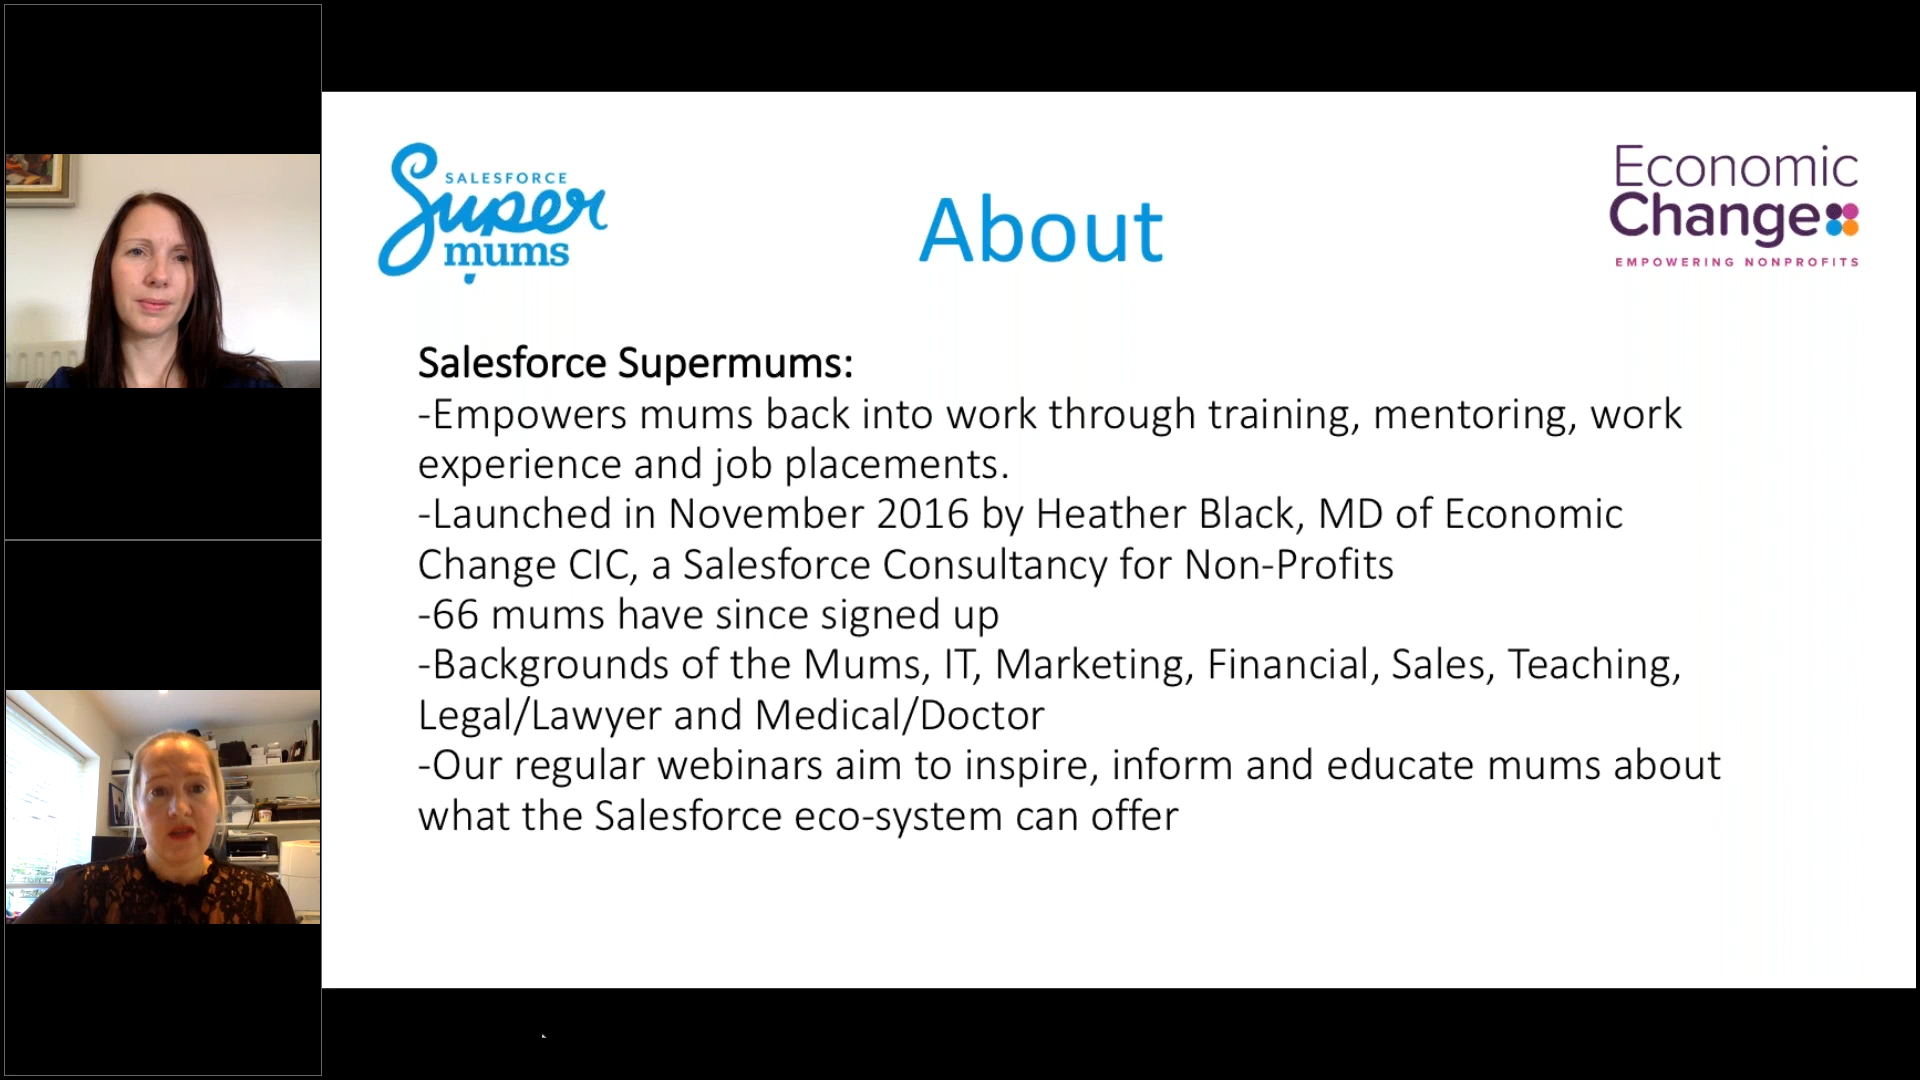 SALESFORCE
Super
mums
About
Economic
Change
EMPOWERING NONPROFITS
Salesforce Supermums:
-Empowers mums back into work through training, mentoring, work
experience and job placements.
-Launched in November 2016 by Heather Black, MD of Economic
Change CIC, a Salesforce Consultancy for Non-Profits
-66 mums have since signed up
-Backgrounds of the Mums, IT, Marketing, Financial, Sales, Teaching,
Legal/Lawyer and Medical/Doctor
-Our regular webinars aim to inspire, inform and educate mums about
what the Salesforce eco-system can offer